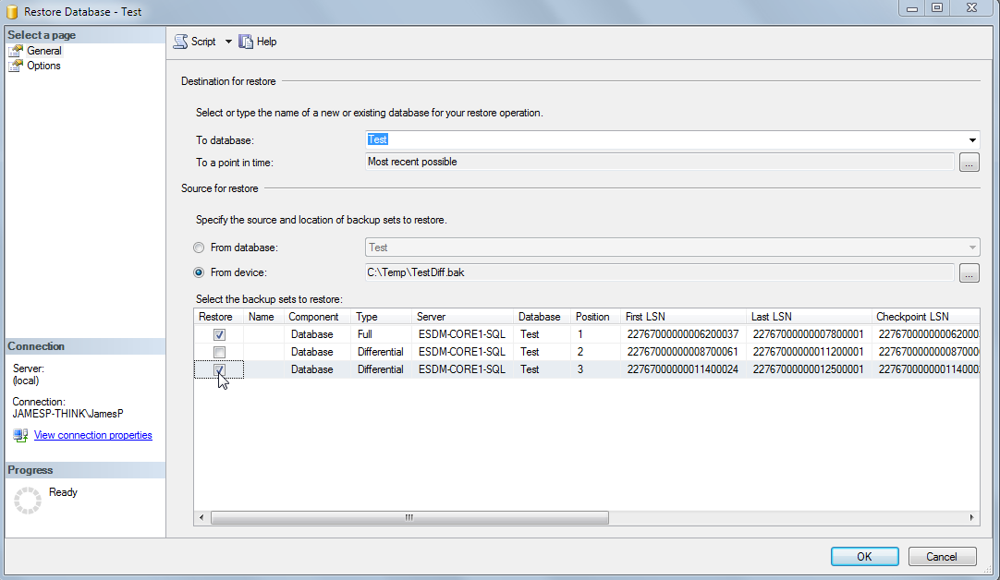 Restore Database - Test
Select a page
General
Options
Script Help
Destination for restore
Select or type the name of a new or existing database for your restore operation.
To database: Test
To a point in time: Most recent possible ...
Source for restore
Specify the source and location of backup sets to restore.
From database: Test
From device: C:\Temp\TestDiff.bak ...
Select the backup sets to restore:
Restore Name Component Type Server Database Position First LSN Last LSN Checkpoint LSN
Database Full ESDM-CORE1-SQL Test 1 22767000000006200037 22767000000007800001 227670000000062000
Database Differential ESDM-CORE1-SQL Test 2 22767000000008700061 22767000000011200001 22767000000008700
Database Differential ESDM-CORE1-SQL Test 3 22767000000011400024 22767000000012500001 2276700000001140002
Connection
Server:
(local)
Connection:
JAMESP-THINK\JamesP
View connection properties
Progress
Ready
OK Cancel